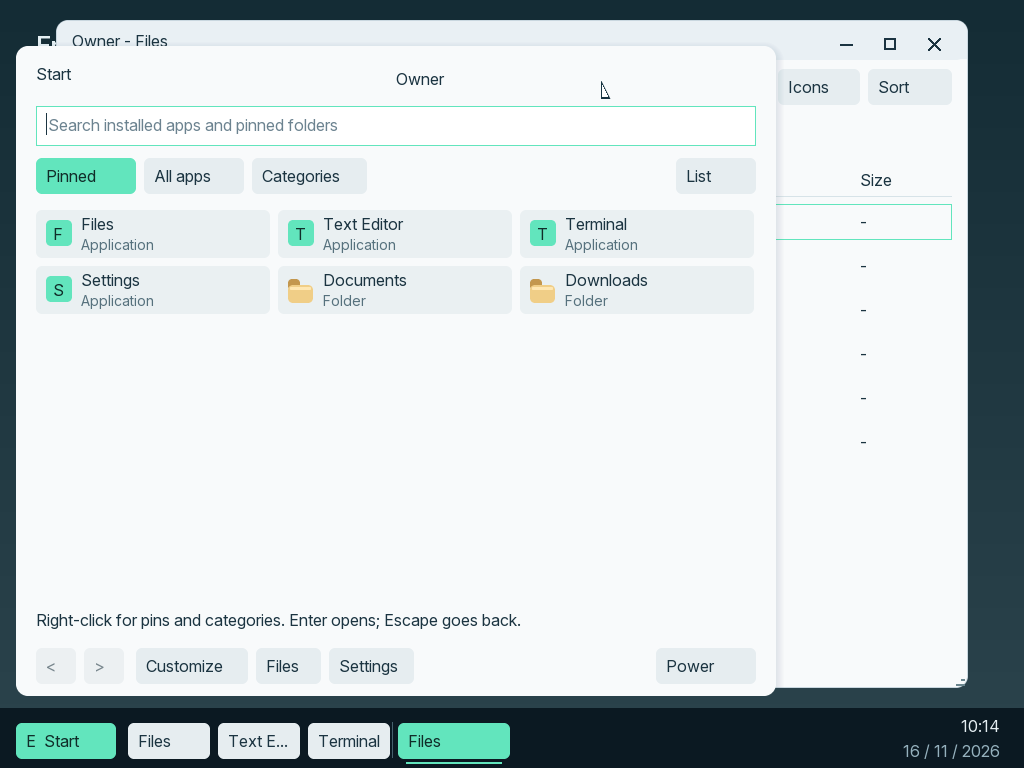 Owner - Files
Start
Owner
Icons
Sort
Search installed apps and pinned folders
Pinned
All apps
Categories
List
Size
Files
Application
Text Editor
Application
Terminal
Application
-
Settings
Application
Documents
Folder
Downloads
Folder
-
-
-
-
-
Right-click for pins and categories. Enter opens; Escape goes back.
<
>
Customize
Files
Settings
Power
E Start
Files
Text E...
Terminal
Files
10:14
16 / 11 / 2026